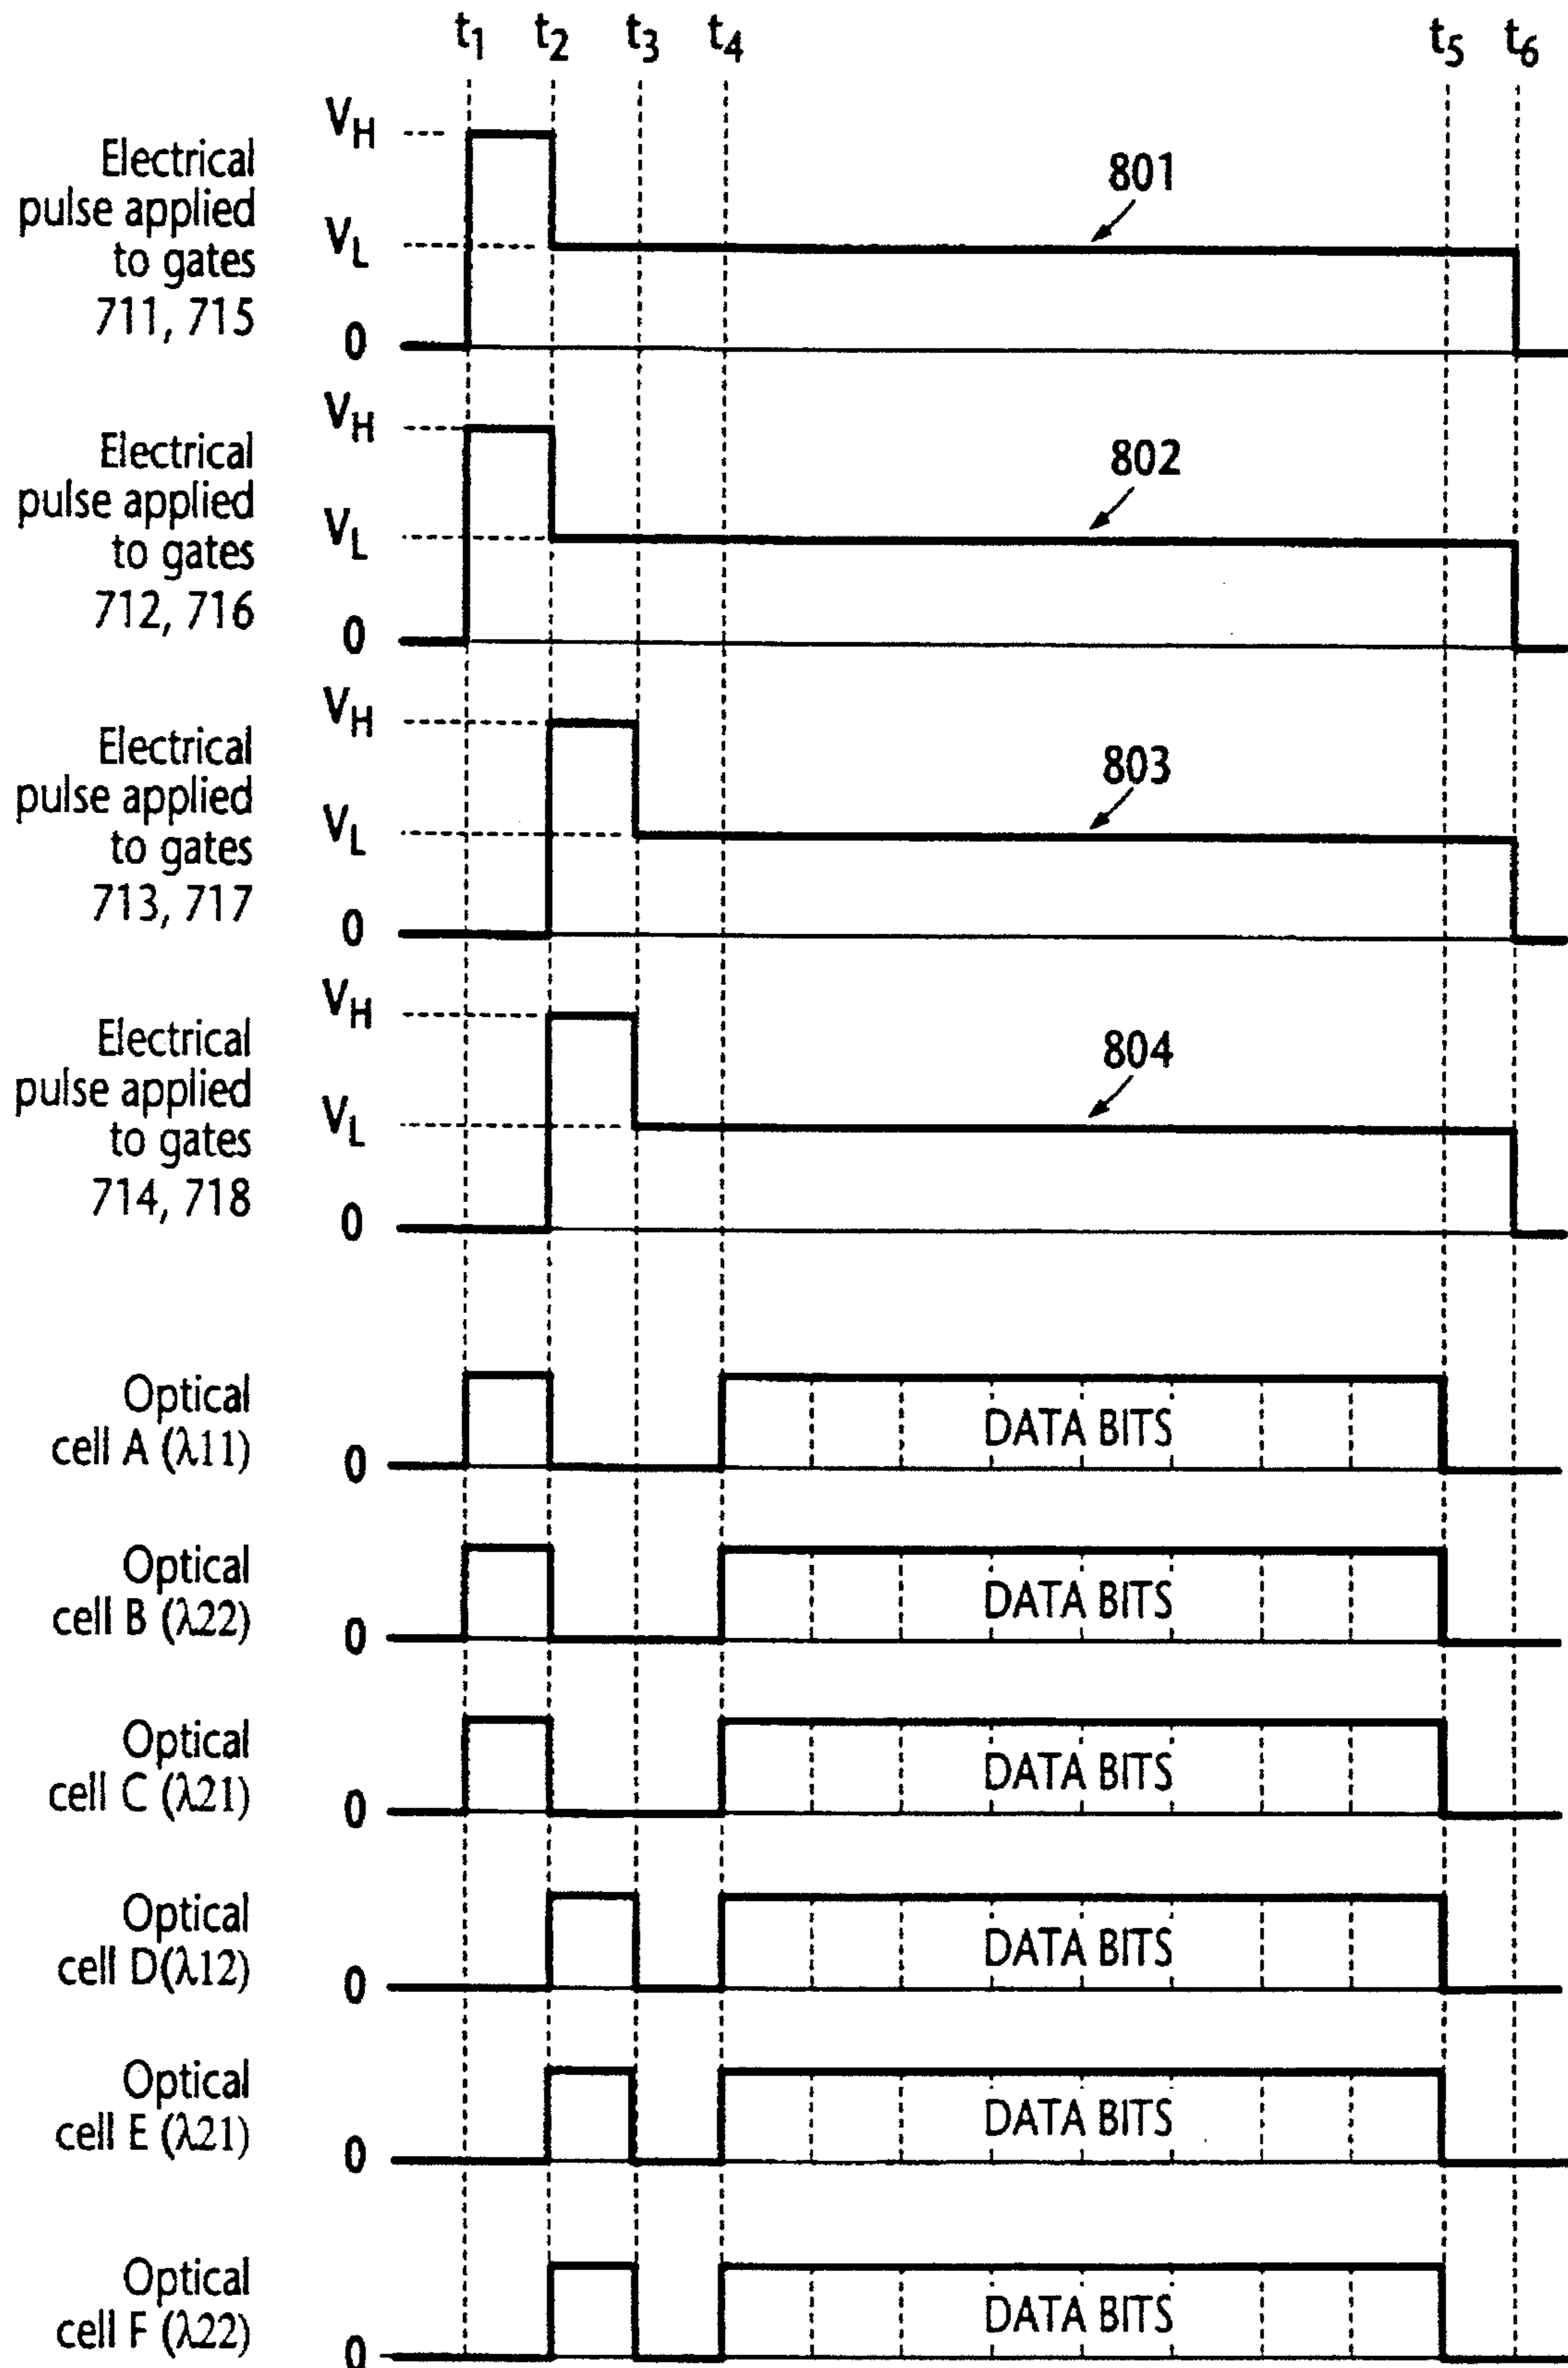 t1 t2 t3 t4 t5 t6
Electrical
pulse applied
to gates
711, 715
VH
VL
0
801
Electrical
pulse applied
to gates
712, 716
VH
VL
0
802
Electrical
pulse applied
to gates
713, 717
VH
VL
0
803
Electrical
pulse applied
to gates
714, 718
VH
VL
0
804
Optical
cell A (λ11)
0
DATA BITS
Optical
cell B (λ22)
0
DATA BITS
Optical
cell C (λ21)
0
DATA BITS
Optical
cell D(λ12)
0
DATA BITS
Optical
cell E (λ21)
0
DATA BITS
Optical
cell F (λ22)
0
DATA BITS